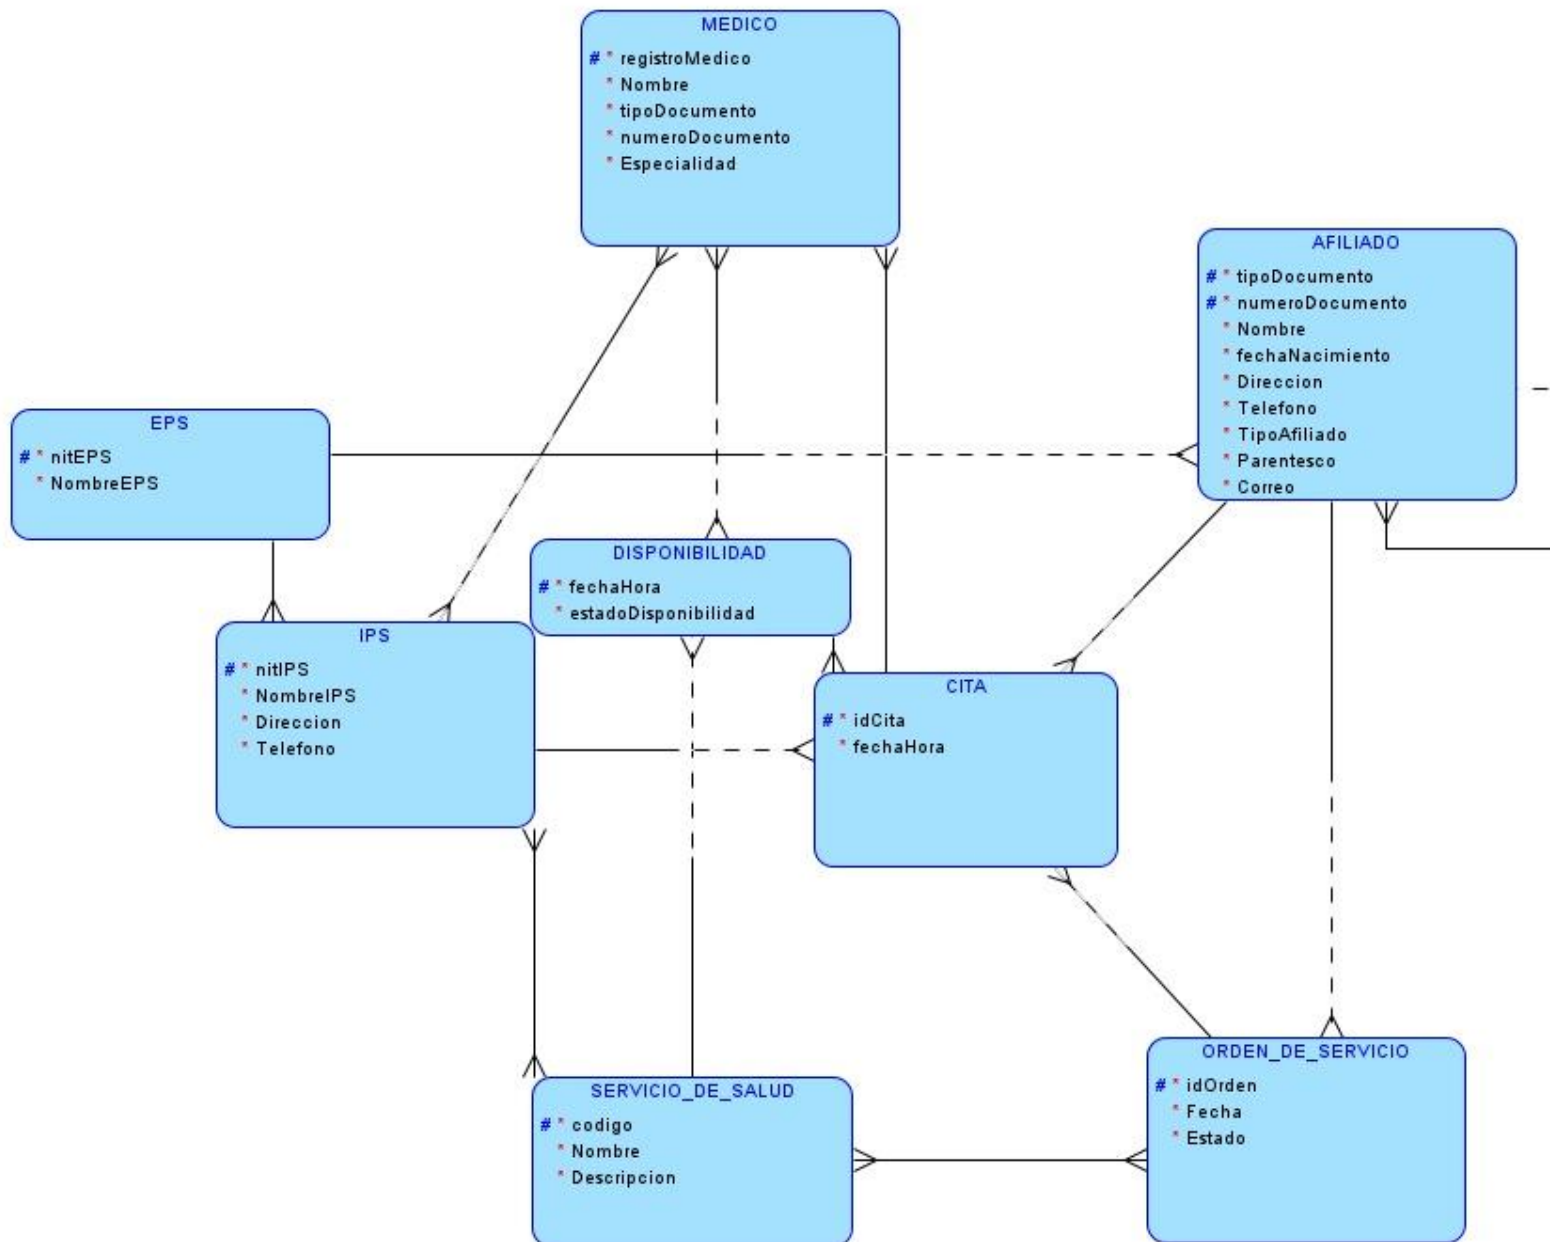 MEDICO
# * registroMedico
* Nombre
* tipoDocumento
* numeroDocumento
* Especialidad
AFILIADO
# * tipoDocumento
# * numeroDocumento
* Nombre
* fechaNacimiento
* Direccion
* Telefono
* TipoAfiliado
* Parentesco
* Correo
EPS
# * nitEPS
* NombreEPS
DISPONIBILIDAD
# * fechaHora
* estadoDisponibilidad
IPS
# * nitIPS
* NombreIPS
* Direccion
* Telefono
CITA
# * idCita
* fechaHora
SERVICIO_DE_SALUD
# * codigo
* Nombre
* Descripcion
ORDEN_DE_SERVICIO
# * idOrden
* Fecha
* Estado